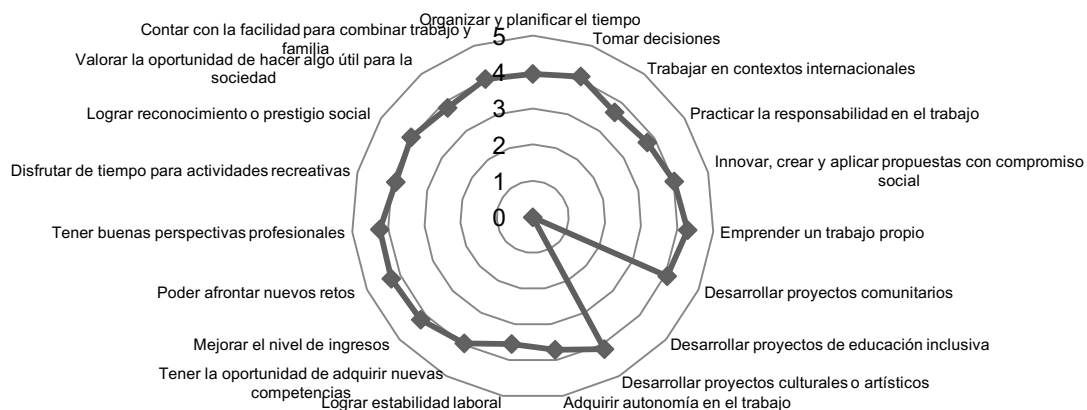 Organizar y planificar el tiempo
Tomar decisiones
Trabajar en contextos internacionales
Practicar la responsabilidad en el trabajo
Innovar, crear y aplicar propuestas con compromiso
social
Emprender un trabajo propio
Desarrollar proyectos comunitarios
Desarrollar proyectos de educación inclusiva
Desarrollar proyectos culturales o artísticos
Adquirir autonomía en el trabajo
Lograr estabilidad laboral
Tener la oportunidad de adquirir nuevas
competencias
Mejorar el nivel de ingresos
Poder afrontar nuevos retos
Tener buenas perspectivas profesionales
Disfrutar de tiempo para actividades recreativas
Lograr reconocimiento o prestigio social
Valorar la oportunidad de hacer algo útil para la
sociedad
Contar con la facilidad para combinar trabajo y
familia
5
4
3
2
1
0